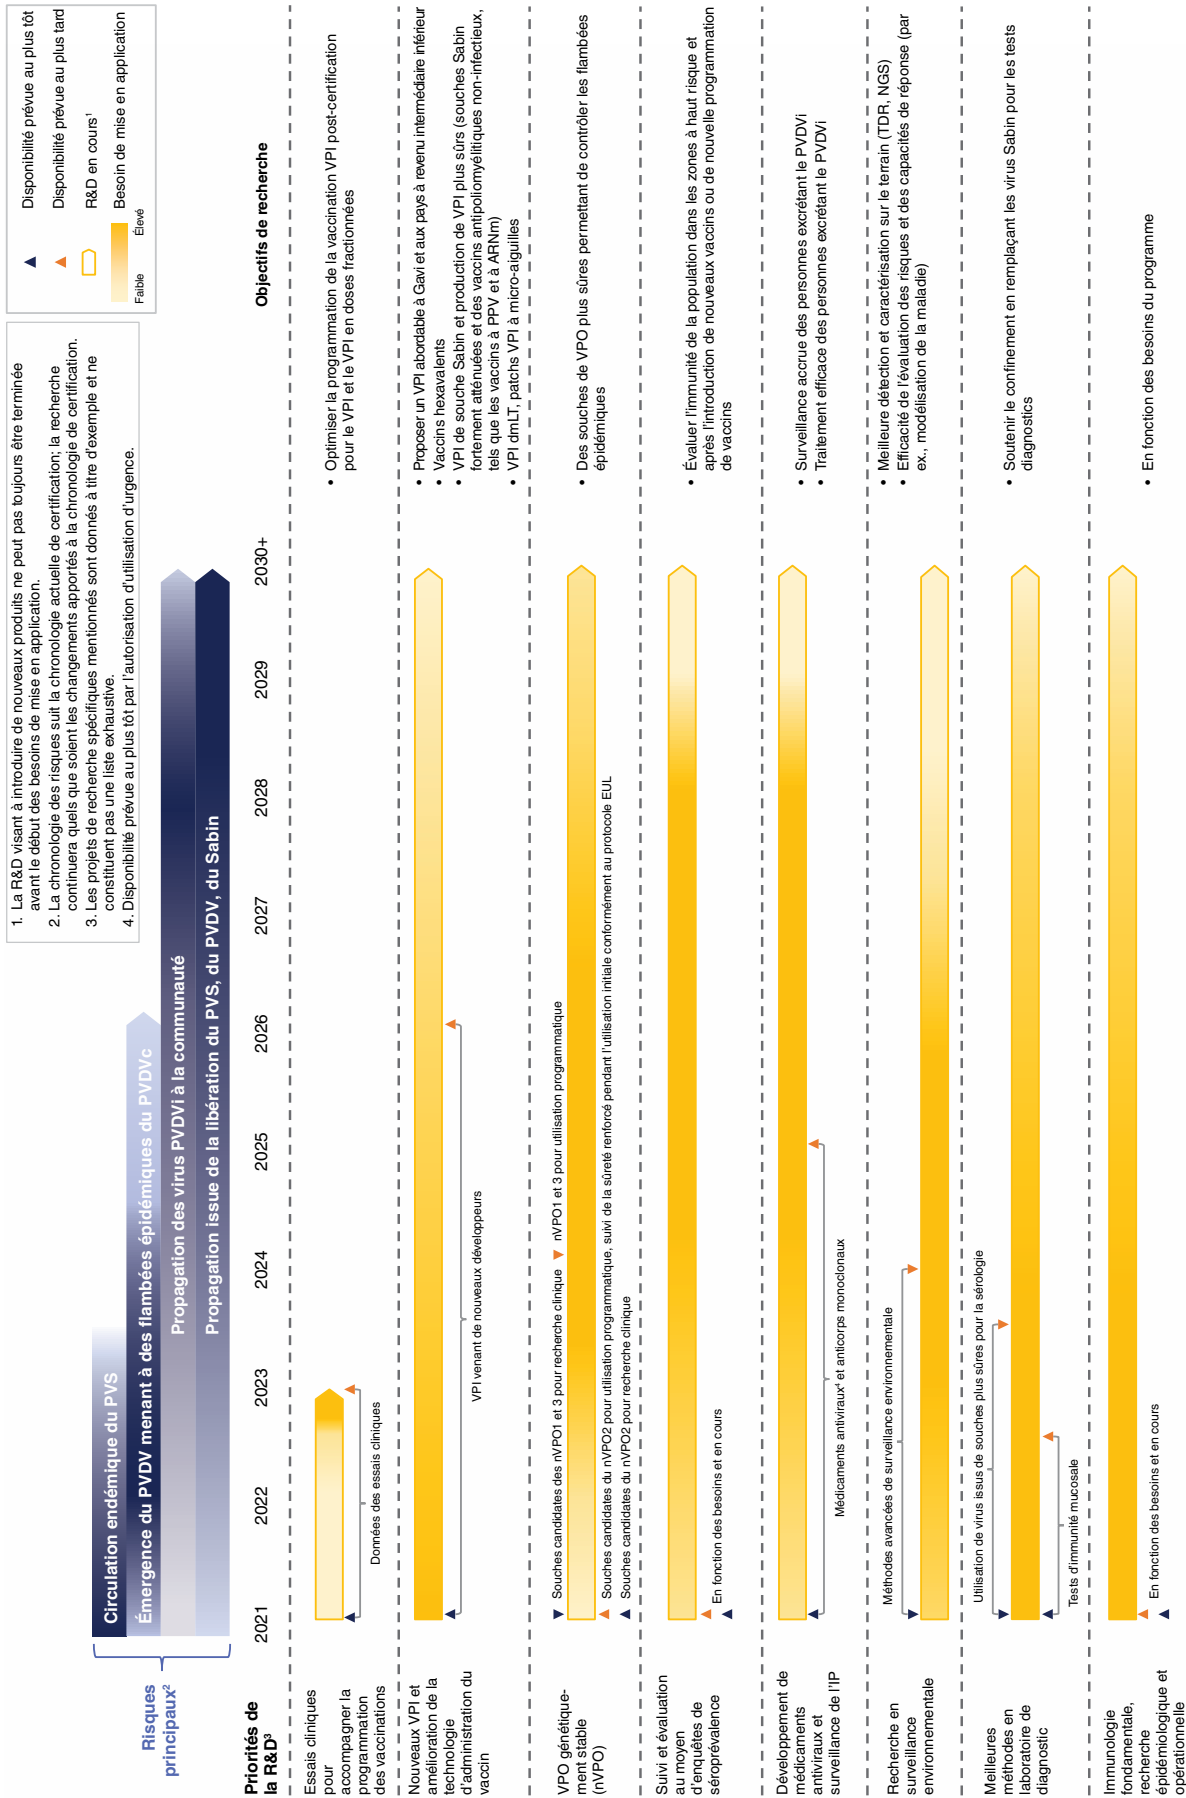 1. La R&D visant à introduire de nouveaux produits ne peut pas toujours être terminée
avant le début des besoins de mise en application.
2. La chronologie des risques suit la chronologie actuelle de certification; la recherche
continuera quels que soient les changements apportés à la chronologie de certification.
3. Les projets de recherche spécifiques mentionnés sont donnés à titre d'exemple et ne
constituent pas une liste exhaustive.
4. Disponibilité prévue au plus tôt par l'autorisation d'utilisation d'urgence.
Disponibilité prévue au plus tôt
Disponibilité prévue au plus tard
R&D en cours¹
Besoin de mise en application
Faible
Élevé
Risques
principaux²
Circulation endémique du PVS
Émergence du PVDV menant à des flambées épidémiques du PVDVc
Propagation des virus PVDVi à la communauté
Propagation issue de la libération du PVS, du PVDV, du Sabin
Priorités de
la R&D³
2021
2022
2023
2024
2025
2026
2027
2028
2029
2030+
Objectifs de recherche
Essais cliniques
pour
accompagner la
programmation
des vaccinations
Données des essais cliniques
• Optimiser la programmation de la vaccination VPI post-certification
pour le VPI et le VPI en doses fractionnées
Nouveaux VPI et
amélioration de la
technologie
d'administration du
vaccin
VPI venant de nouveaux développeurs
• Proposer un VPI abordable à Gavi et aux pays à revenu intermédiaire inférieur
• Vaccins hexavalents
• VPI de souche Sabin et production de VPI plus sûrs (souches Sabin
fortement atténuées et des vaccins antipoliomyélitiques non-infectieux,
tels que les vaccins à PPV et à ARNm)
• VPI dmLT, patchs VPI à micro-aiguilles
VPO génétique-
ment stable
(nVPO)
Souches candidates des nVPO1 et 3 pour recherche clinique
nVPO1 et 3 pour utilisation programmatique
Souches candidates du nVPO2 pour utilisation programmatique, suivi de la sûreté renforcé pendant l'utilisation initiale conformément au protocole EUL
Souches candidates du nVPO2 pour recherche clinique
• Des souches de VPO plus sûres permettant de contrôler les flambées
épidémiques
Suivi et évaluation
au moyen
d'enquêtes de
séroprévalence
En fonction des besoins et en cours
• Évaluer l'immunité de la population dans les zones à haut risque et
après l'introduction de nouveaux vaccins ou de nouvelle programmation
de vaccins
Développement de
médicaments
antiviraux et
surveillance de l'IP
Médicaments antiviraux⁴ et anticorps monoclonaux
• Surveillance accrue des personnes excrétant le PVDVi
• Traitement efficace des personnes excrétant le PVDVi
Recherche en
surveillance
environnementale
Méthodes avancées de surveillance environnementale
• Meilleure détection et caractérisation sur le terrain (TDR, NGS)
• Efficacité de l'évaluation des risques et des capacités de réponse (par
ex., modélisation de la maladie)
Meilleures
méthodes en
laboratoire de
diagnostic
Utilisation de virus issus de souches plus sûres pour la sérologie
Tests d'immunité mucosale
• Soutenir le confinement en remplaçant les virus Sabin pour les tests
diagnostics
Immunologie
fondamentale,
recherche
épidémiologique et
opérationnelle
En fonction des besoins et en cours
• En fonction des besoins du programme